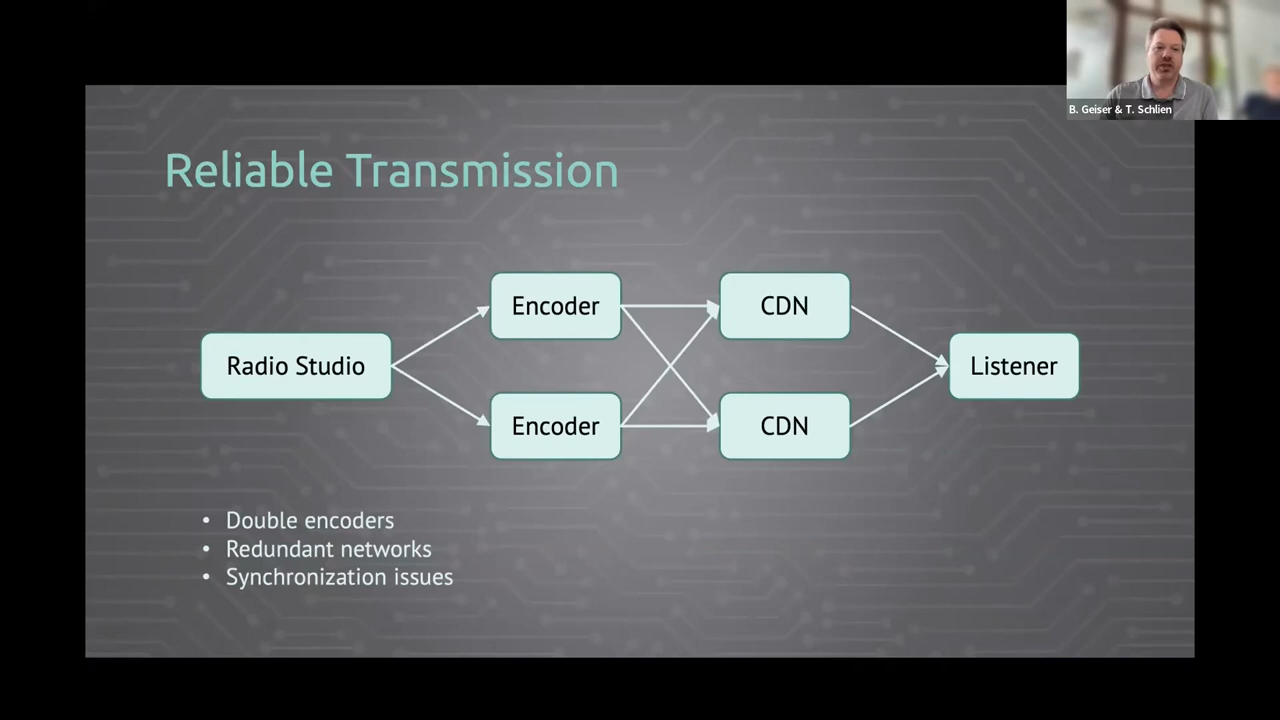 B. Geiser & T. Schlien
Reliable Transmission
Encoder
CDN
Radio Studio
Listener
Encoder
CDN
• Double encoders
• Redundant networks
• Synchronization issues